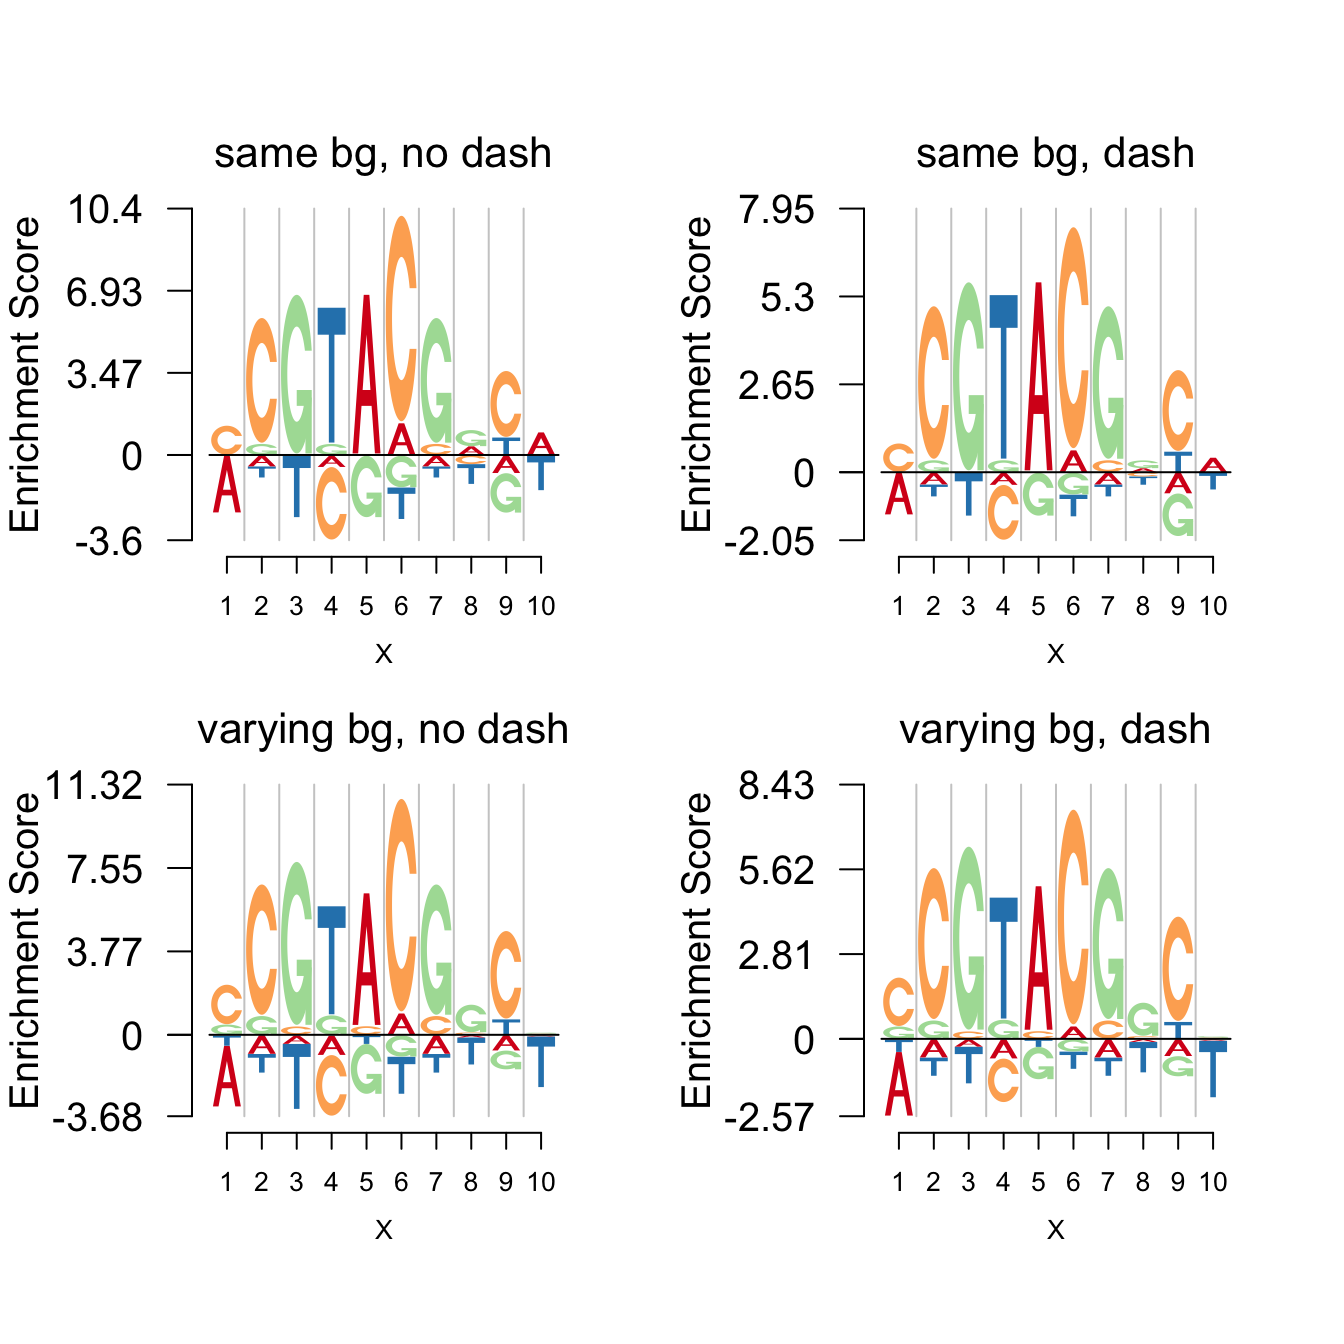 same bg, no dash
Enrichment Score
10.4
6.93
3.47
0
-3.6
C A
C G A T
G T
T G A C
A G
C A G T
G C A T
G A C T
C T A G
A T
1 2 3 4 5 6 7 8 9 10
X
same bg, dash
Enrichment Score
7.95
5.3
2.65
0
-2.05
C A
C G A T
G T
T G A C
A G
C A G T
G C A T
G A C T
C T A G
A T
1 2 3 4 5 6 7 8 9 10
X
varying bg, no dash
Enrichment Score
11.32
7.55
3.77
0
-3.68
C G T A
C G A T
G C A T
T G A C
A C T G
C A G T
G C A T
G A T
C T A G
T
1 2 3 4 5 6 7 8 9 10
X
varying bg, dash
Enrichment Score
8.43
5.62
2.81
0
-2.57
C G T A
C G A T
G C A T
T G A C
A C T G
C A G T
G C A T
G A T
C T A G
T
1 2 3 4 5 6 7 8 9 10
X